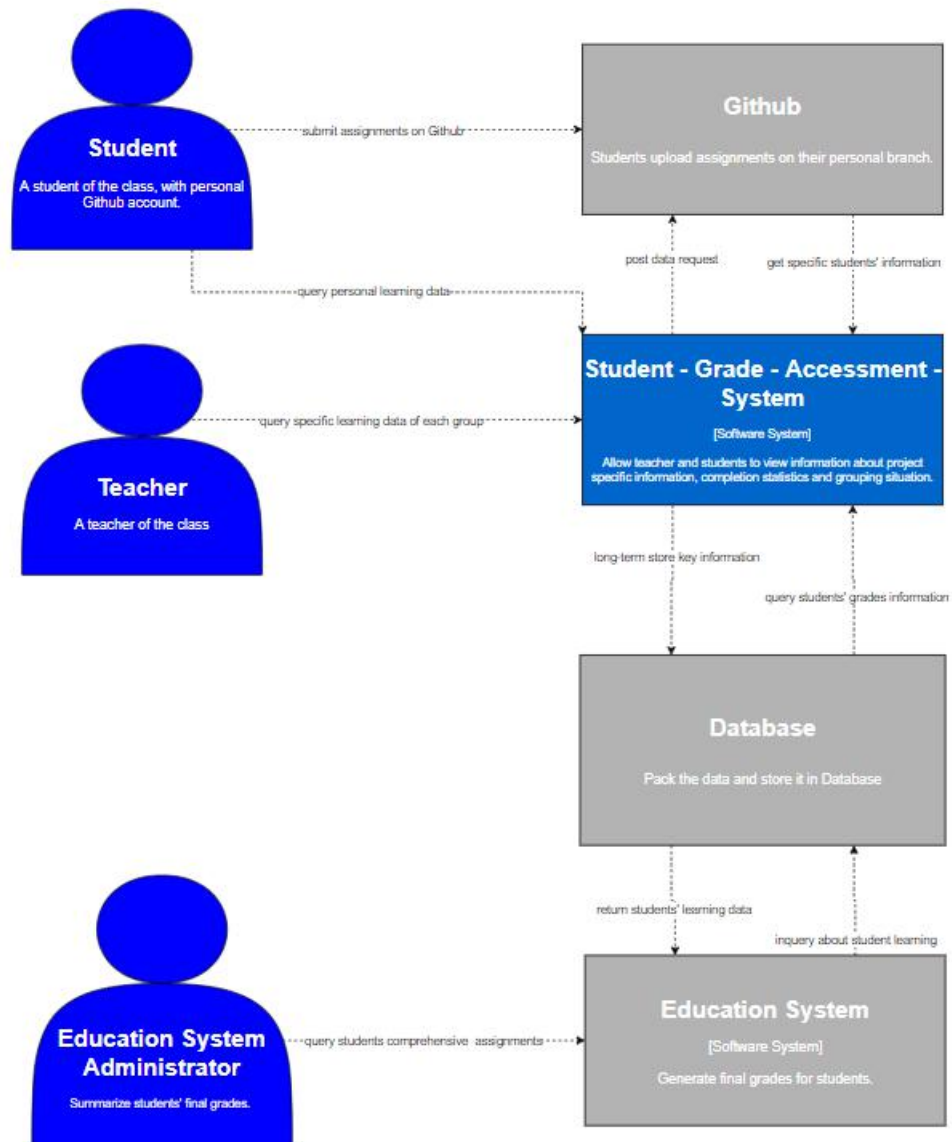 Student
A student of the class, with personal
Github account.
submit assignments on Github
Github
Students upload assignments on their personal branch.
post data request
get specific students' information
query personal learning data
Student - Grade - Accessment -
System
[Software System]
Allow teacher and students to view information about project
specific information, completion statistics and grouping situation.
query specific learning data of each group
Teacher
A teacher of the class
long-term store key information
query students' grades information
Database
Pack the data and store it in Database
return students' learning data
inquery about student learning
Education System
Administrator
Summarize students' final grades.
query students comprehensive assignments
Education System
[Software System]
Generate final grades for students.